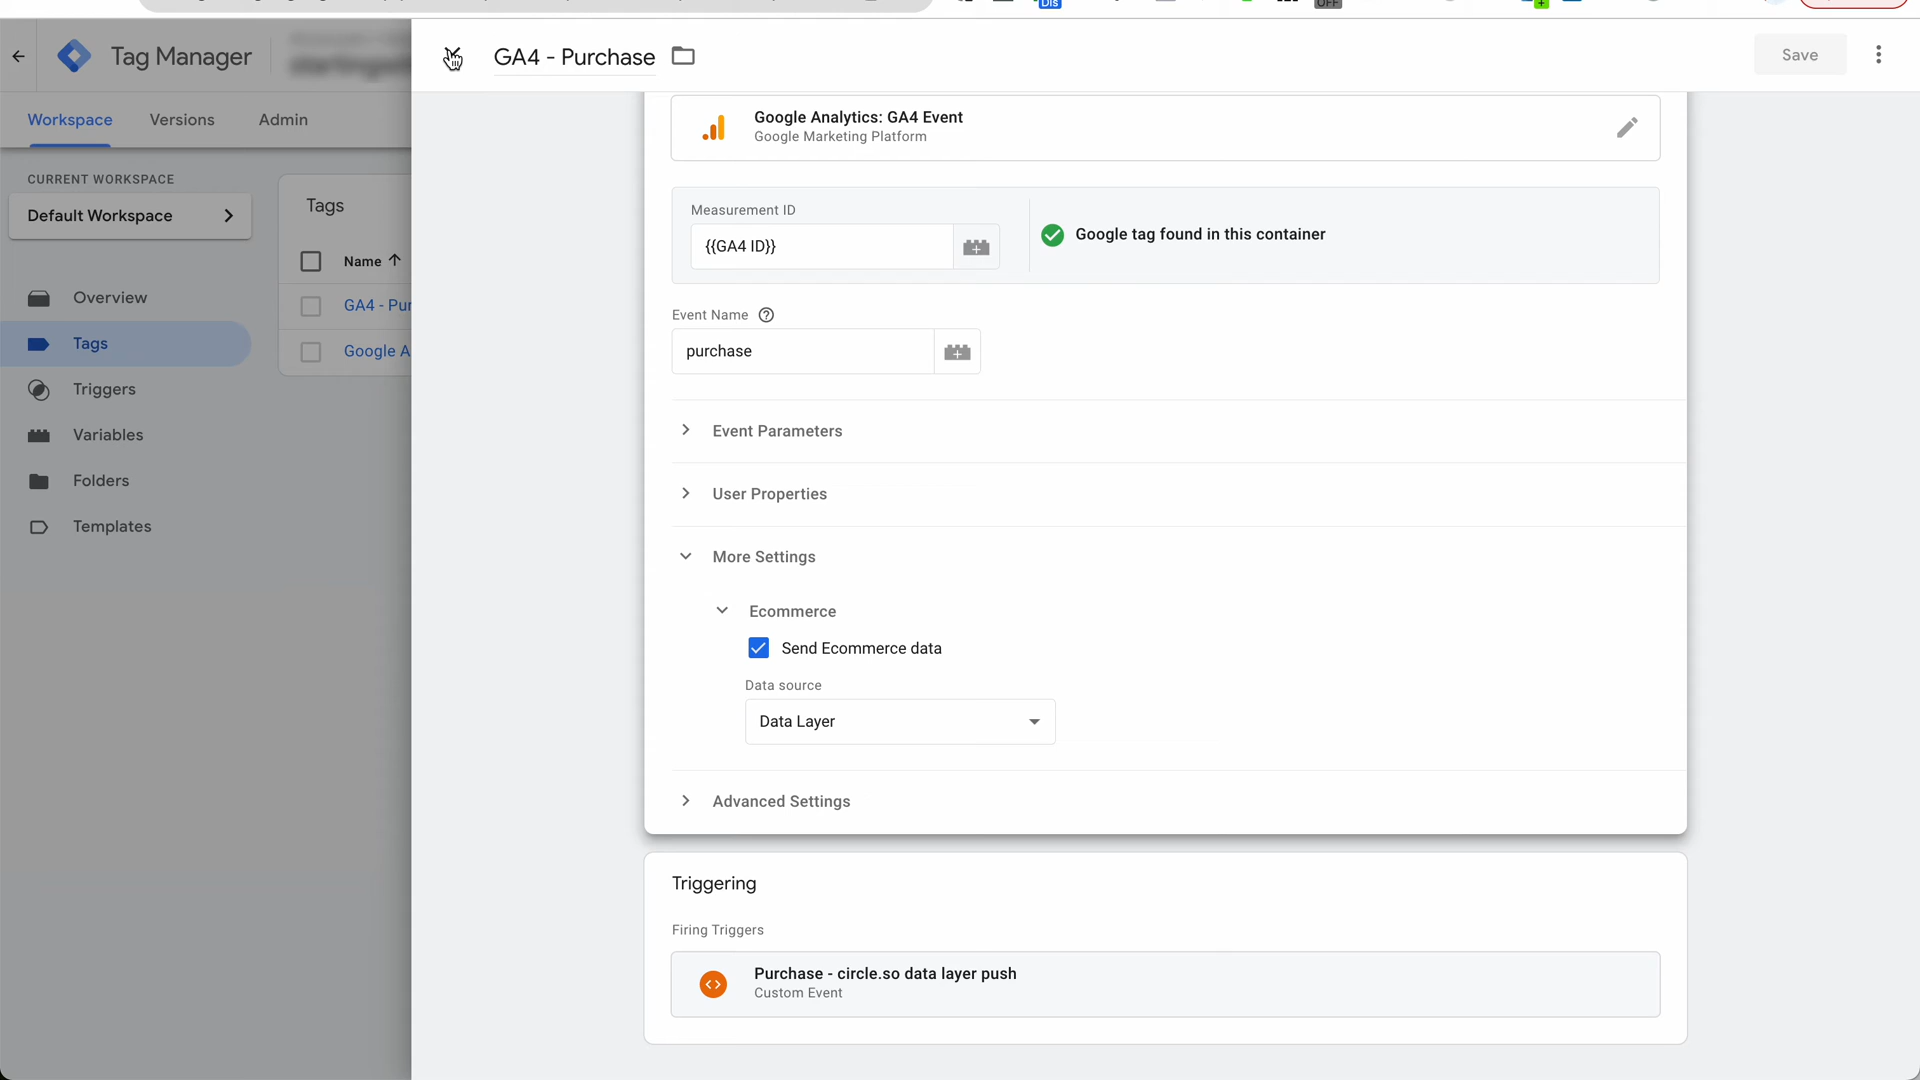 Dis
OFF
Tag Manager
GA4 - Purchase
Save
Workspace
Versions
Admin
Google Analytics: GA4 Event
Google Marketing Platform
CURRENT WORKSPACE
Default Workspace
Tags
Measurement ID
{{GA4 ID}}
Google tag found in this container
Name
Overview
GA4 - Pur
Event Name
Tags
Google A
purchase
Triggers
Variables
Event Parameters
Folders
User Properties
Templates
More Settings
Ecommerce
Send Ecommerce data
Data source
Data Layer
Advanced Settings
Triggering
Firing Triggers
Purchase - circle.so data layer push
Custom Event